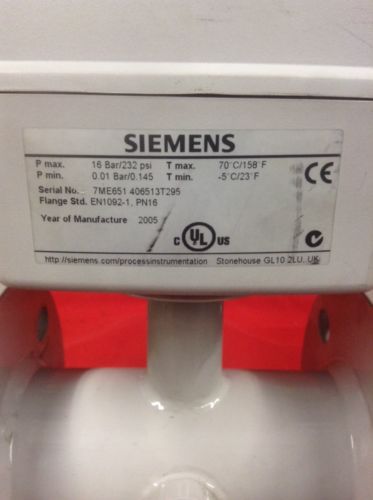 SIEMENS
P max. 16 Bar/232 psi T max. 70°C/158°F
P min. 0.01 Bar/0.145 T min. -5°C/23°F
Serial No.: 7ME651 406513T295
Flange Std. EN1092-1, PN16
Year of Manufacture 2005
CE
C UL US
http://siemens.com/processinstrumentation Stonehouse GL10 2LU. UK